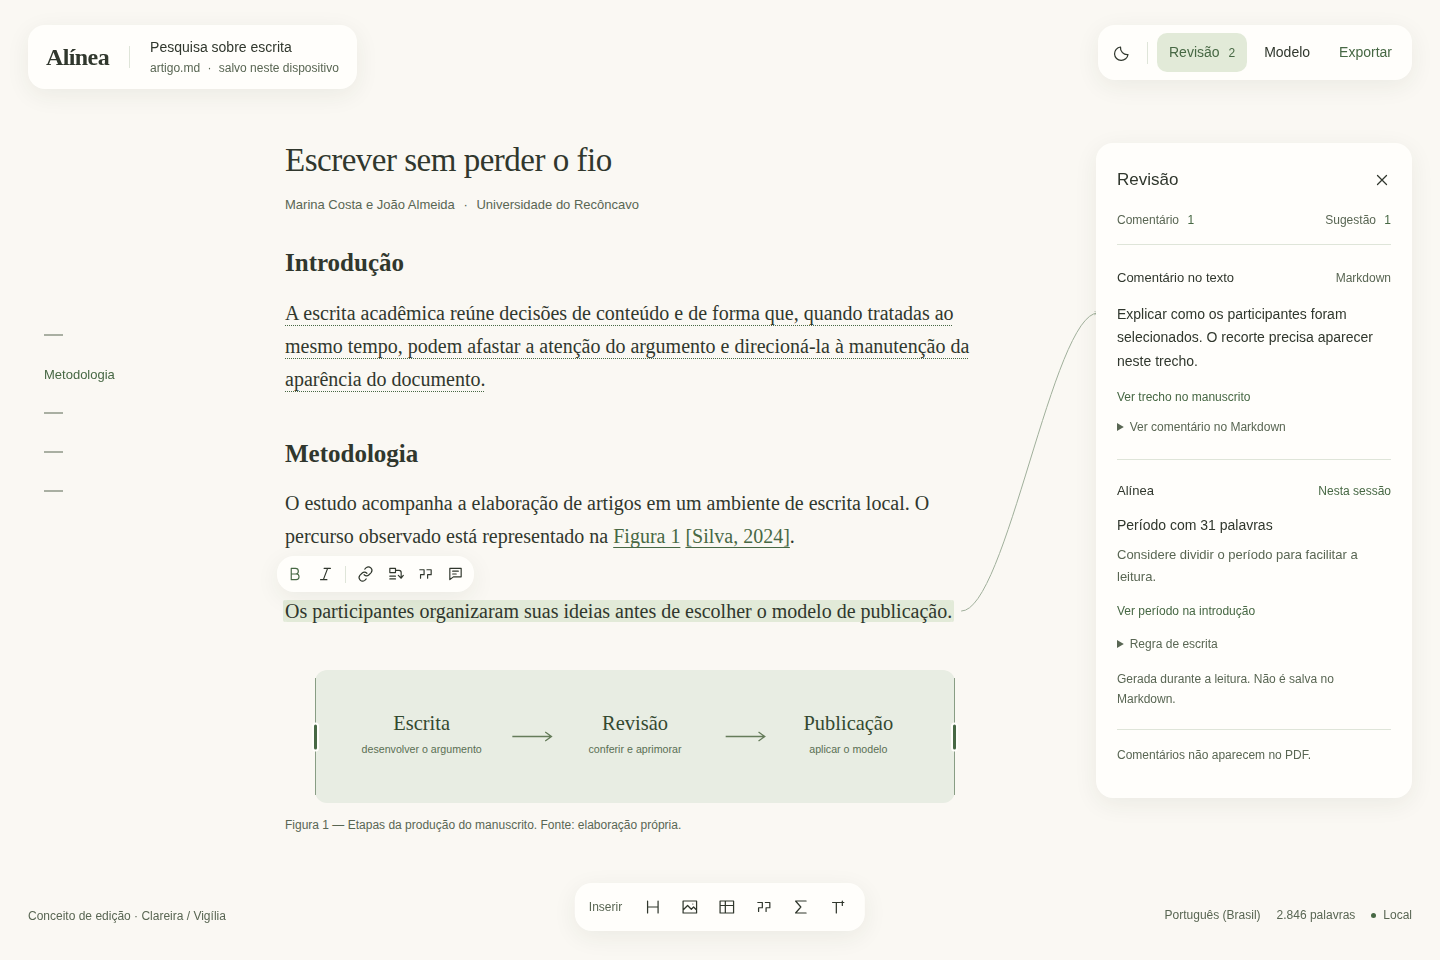 Alínea
Pesquisa sobre escrita
artigo.md · salvo neste dispositivo
Revisão 2
Modelo
Exportar
Escrever sem perder o fio
Marina Costa e João Almeida · Universidade do Recôncavo
Introdução
A escrita acadêmica reúne decisões de conteúdo e de forma que, quando tratadas ao
mesmo tempo, podem afastar a atenção do argumento e direcioná-la à manutenção da
aparência do documento.
Metodologia
Metodologia
O estudo acompanha a elaboração de artigos em um ambiente de escrita local. O
percurso observado está representado na Figura 1 [Silva, 2024].
Os participantes organizaram suas ideias antes de escolher o modelo de publicação.
Escrita
desenvolver o argumento
Revisão
conferir e aprimorar
Publicação
aplicar o modelo
Figura 1 — Etapas da produção do manuscrito. Fonte: elaboração própria.
Revisão
Comentário 1
Sugestão 1
Comentário no texto
Markdown
Explicar como os participantes foram
selecionados. O recorte precisa aparecer
neste trecho.
Ver trecho no manuscrito
Ver comentário no Markdown
Alínea
Nesta sessão
Período com 31 palavras
Considere dividir o período para facilitar a
leitura.
Ver período na introdução
Regra de escrita
Gerada durante a leitura. Não é salva no
Markdown.
Comentários não aparecem no PDF.
Conceito de edição · Clareira / Vigília
Inserir
Português (Brasil)
2.846 palavras
Local